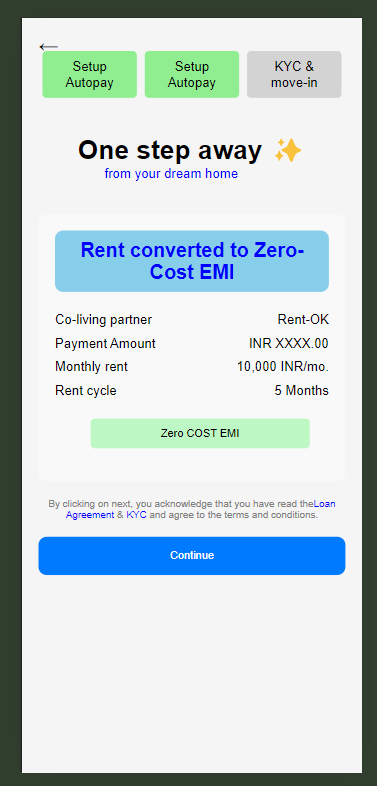 ←
Setup Autopay
Setup Autopay
KYC & move-in
One step away ✨
from your dream home
Rent converted to Zero-
Cost EMI
Co-living partner Rent-OK
Payment Amount INR XXXX.00
Monthly rent 10,000 INR/mo.
Rent cycle 5 Months
Zero COST EMI
By clicking on next, you acknowledge that you have read theLoan
Agreement & KYC and agree to the terms and conditions.
Continue